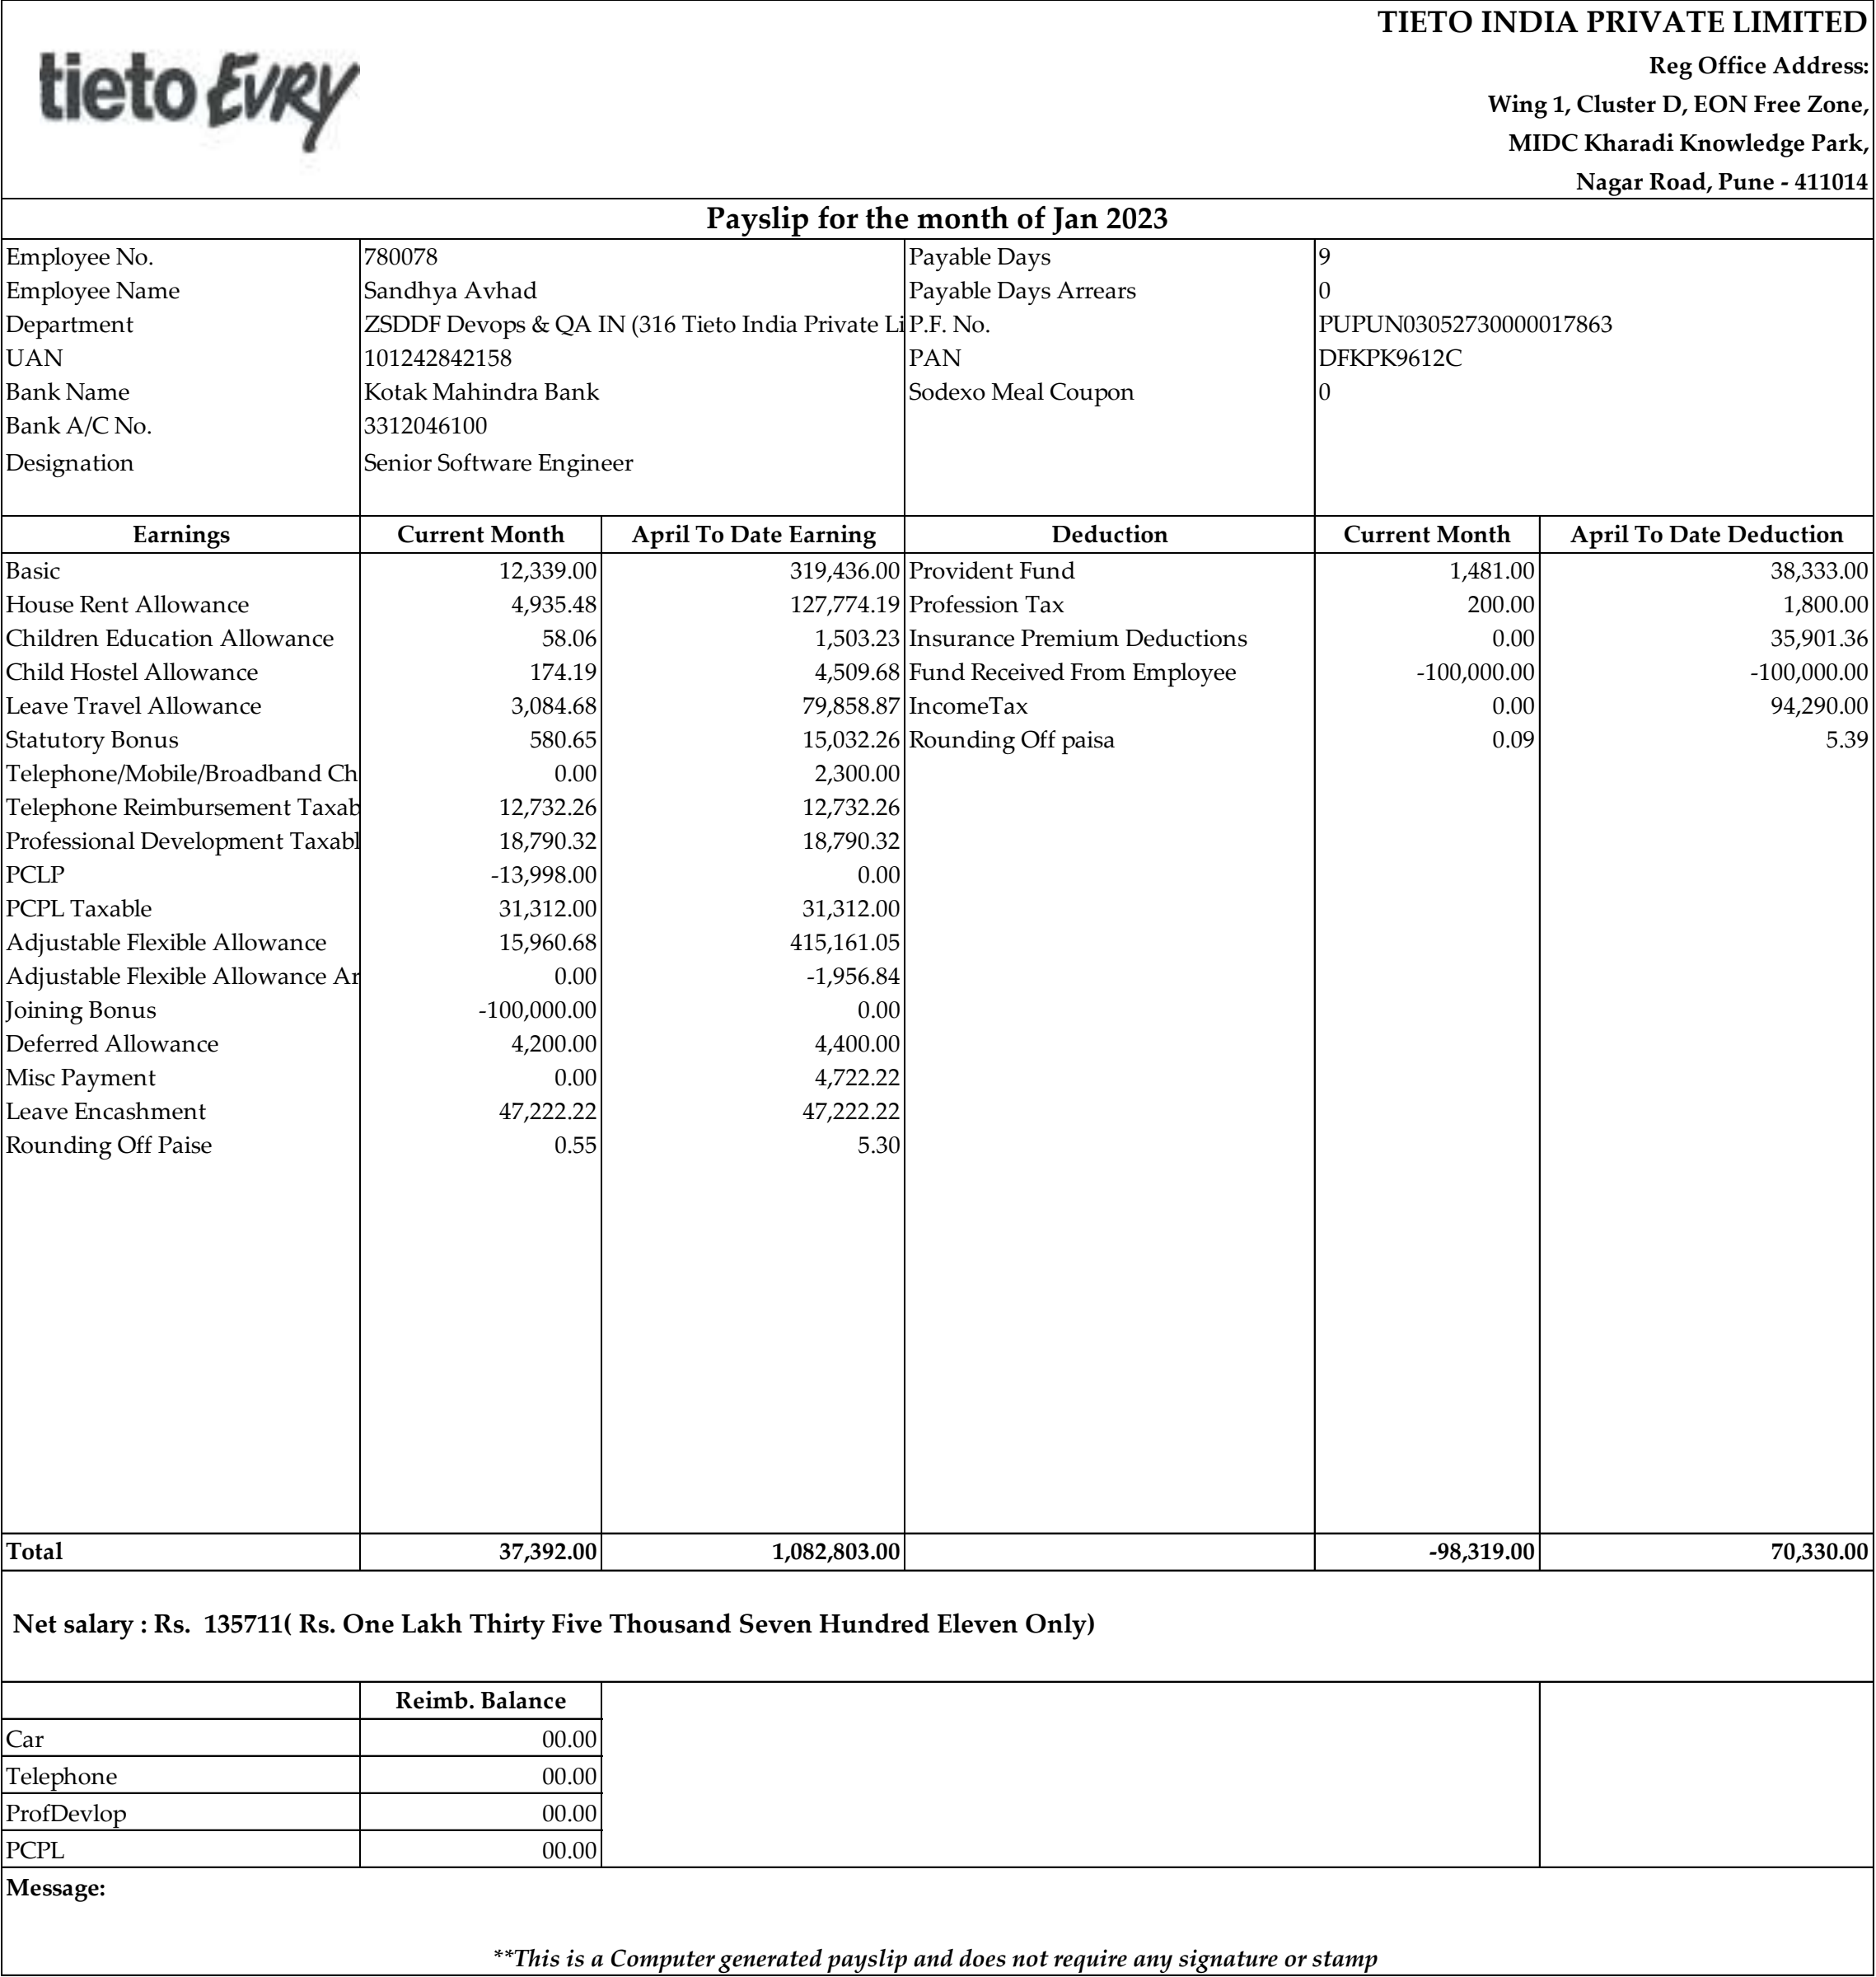 tieto EVRY
TIETO INDIA PRIVATE LIMITED
Reg Office Address:
Wing 1, Cluster D, EON Free Zone,
MIDC Kharadi Knowledge Park,
Nagar Road, Pune - 411014
Payslip for the month of Jan 2023
Employee No. 780078 Payable Days 9
Employee Name Sandhya Avhad Payable Days Arrears 0
Department ZSDDF Devops & QA IN (316 Tieto India Private Li P.F. No. PUPUN03052730000017863
UAN 101242842158 PAN DFKPK9612C
Bank Name Kotak Mahindra Bank Sodexo Meal Coupon 0
Bank A/C No. 3312046100
Designation Senior Software Engineer
Earnings Current Month April To Date Earning Deduction Current Month April To Date Deduction
Basic 12,339.00 319,436.00 Provident Fund 1,481.00 38,333.00
House Rent Allowance 4,935.48 127,774.19 Profession Tax 200.00 1,800.00
Children Education Allowance 58.06 1,503.23 Insurance Premium Deductions 0.00 35,901.36
Child Hostel Allowance 174.19 4,509.68 Fund Received From Employee -100,000.00 -100,000.00
Leave Travel Allowance 3,084.68 79,858.87 IncomeTax 0.00 94,290.00
Statutory Bonus 580.65 15,032.26 Rounding Off paisa 0.09 5.39
Telephone/Mobile/Broadband Ch 0.00 2,300.00
Telephone Reimbursement Taxab 12,732.26 12,732.26
Professional Development Taxabl 18,790.32 18,790.32
PCLP -13,998.00 0.00
PCPL Taxable 31,312.00 31,312.00
Adjustable Flexible Allowance 15,960.68 415,161.05
Adjustable Flexible Allowance Ar 0.00 -1,956.84
Joining Bonus -100,000.00 0.00
Deferred Allowance 4,200.00 4,400.00
Misc Payment 0.00 4,722.22
Leave Encashment 47,222.22 47,222.22
Rounding Off Paise 0.55 5.30
Total 37,392.00 1,082,803.00 -98,319.00 70,330.00
Net salary : Rs. 135711( Rs. One Lakh Thirty Five Thousand Seven Hundred Eleven Only)
Reimb. Balance
Car 00.00
Telephone 00.00
ProfDevlop 00.00
PCPL 00.00
Message:
**This is a Computer generated payslip and does not require any signature or stamp